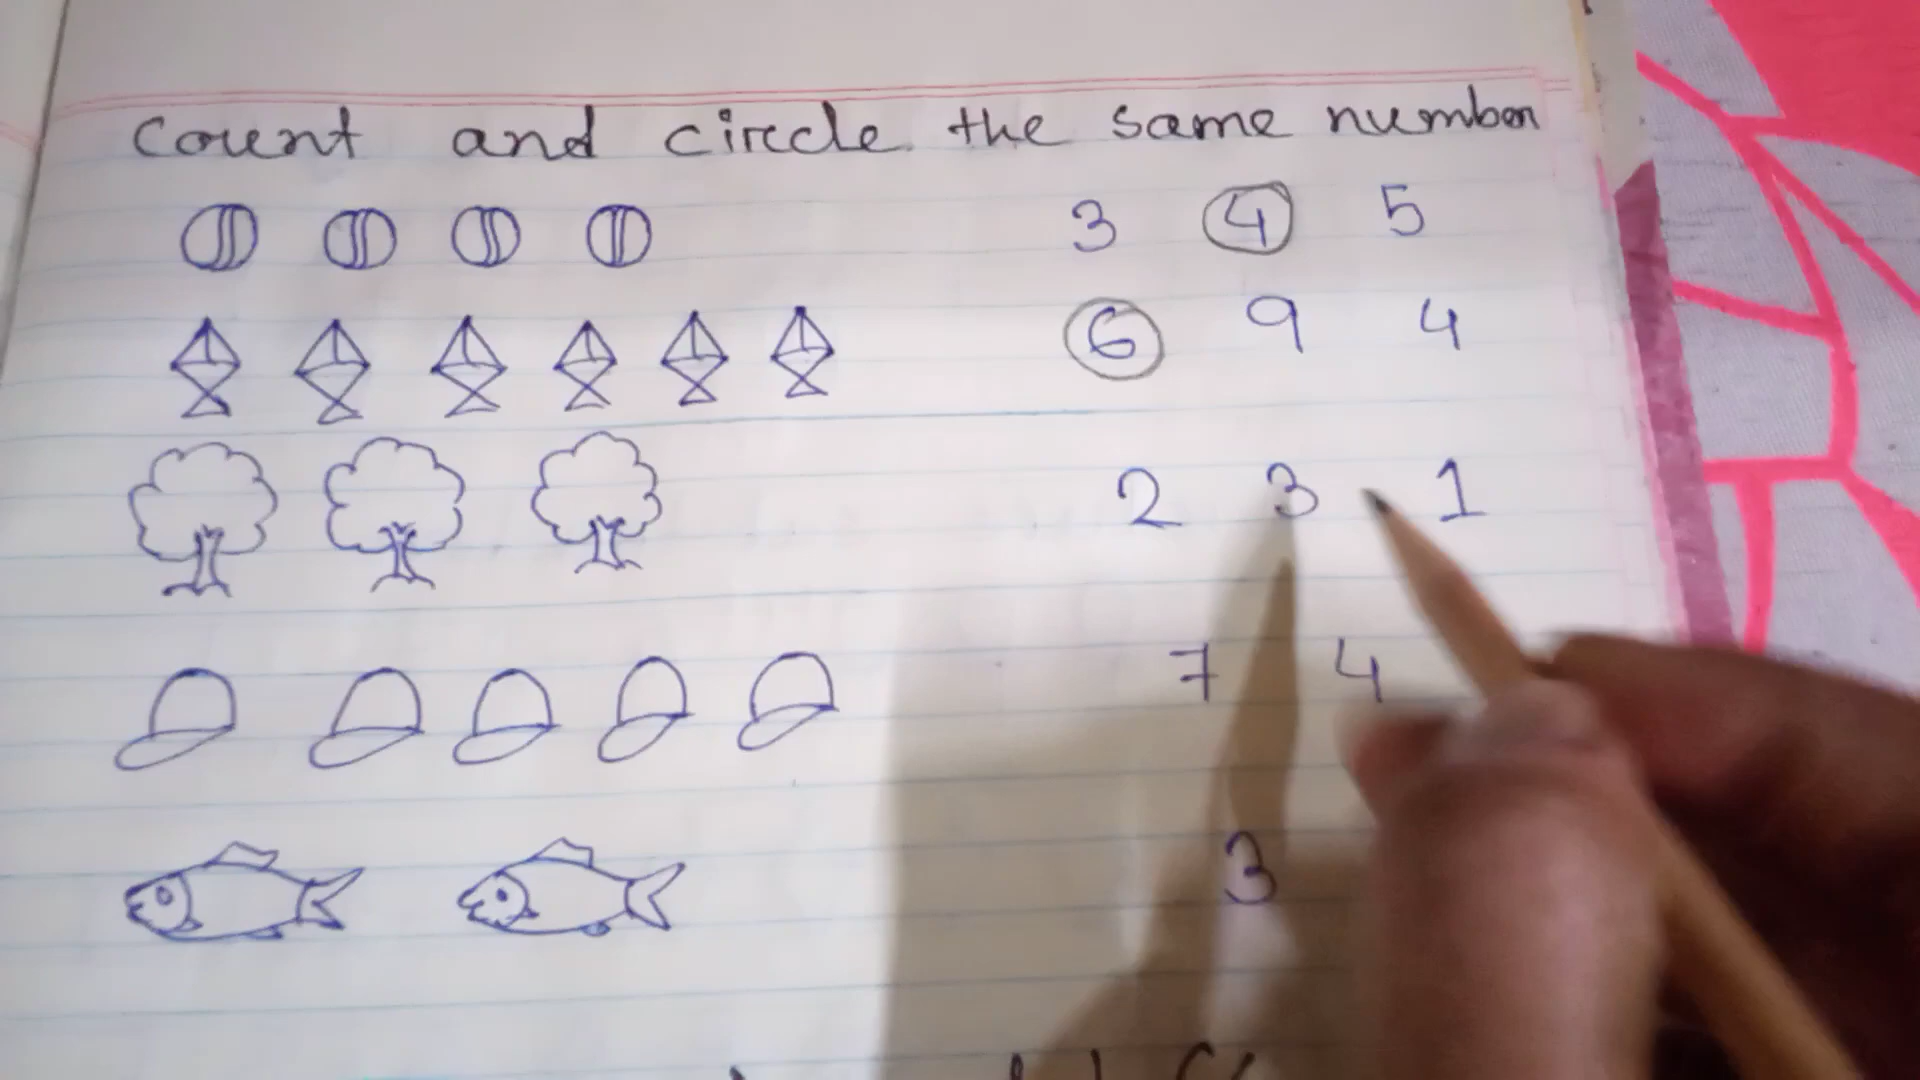 Count and circle the same number
3 4 5
6 9 4
2 3 1
7 4
3